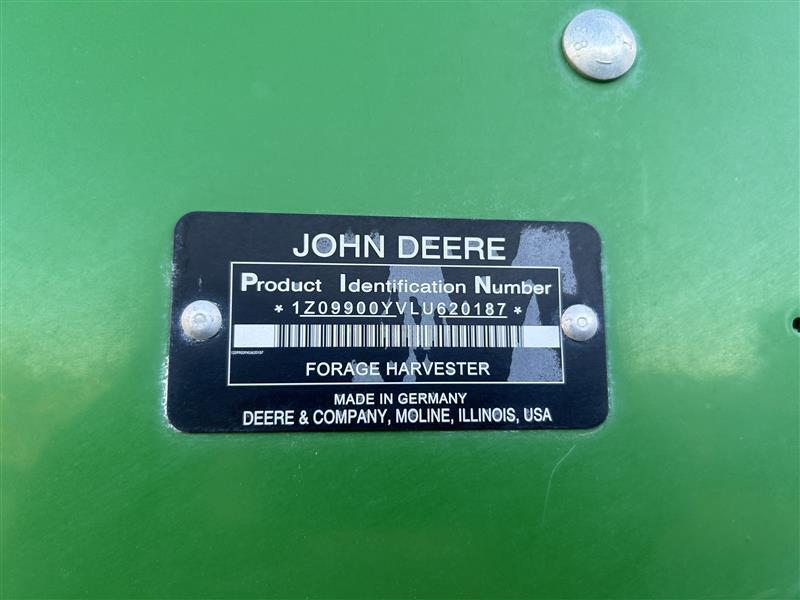 JOHN DEERE
Product Identification Number
* 1Z09900YVLU620187 *
FORAGE HARVESTER
MADE IN GERMANY
DEERE & COMPANY, MOLINE, ILLINOIS, USA